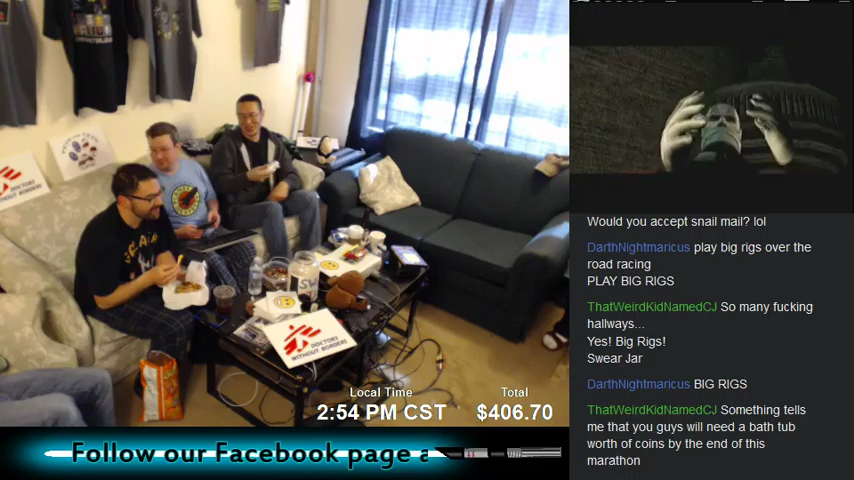 DOCTORS
WITHOUT BORDERS
Local Time
Total
2:54 PM CST
$406.70
Follow our Facebook page a
Would you accept snail mail? lol
DarthNightmaricus play big rigs over the
road racing
PLAY BIG RIGS
ThatWeirdKidNamedCJ So many fucking
hallways...
Yes! Big Rigs!
Swear Jar
DarthNightmaricus BIG RIGS
ThatWeirdKidNamedCJ Something tells
me that you guys will need a bath tub
worth of coins by the end of this
marathon